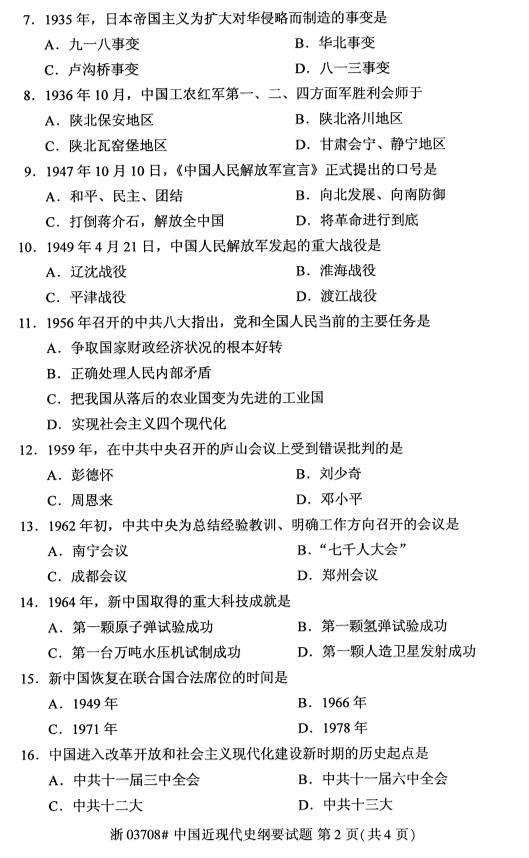 7．1935 年，日本帝国主义为扩大对华侵略而制造的事变是
A．九一八事变 B．华北事变
C．卢沟桥事变 D．八一三事变
8．1936 年 10 月，中国工农红军第一、二、四方面军胜利会师于
A．陕北保安地区 B．陕北洛川地区
C．陕北瓦窑堡地区 D．甘肃会宁、静宁地区
9．1947 年 10 月 10 日，《中国人民解放军宣言》正式提出的口号是
A．和平、民主、团结 B．向北发展、向南防御
C．打倒蒋介石，解放全中国 D．将革命进行到底
10．1949 年 4 月 21 日，中国人民解放军发起的重大战役是
A．辽沈战役 B．淮海战役
C．平津战役 D．渡江战役
11．1956 年召开的中共八大指出，党和全国人民当前的主要任务是
A．争取国家财政经济状况的根本好转
B．正确处理人民内部矛盾
C．把我国从落后的农业国变为先进的工业国
D．实现社会主义四个现代化
12．1959 年，在中共中央召开的庐山会议上受到错误批判的是
A．彭德怀 B．刘少奇
C．周恩来 D．邓小平
13．1962 年初，中共中央为总结经验教训、明确工作方向召开的会议是
A．南宁会议 B．“七千人大会”
C．成都会议 D．郑州会议
14．1964 年，新中国取得的重大科技成就是
A．第一颗原子弹试验成功 B．第一颗氢弹试验成功
C．第一台万吨水压机试制成功 D．第一颗人造卫星发射成功
15．新中国恢复在联合国合法席位的时间是
A．1949 年 B．1966 年
C．1971 年 D．1978 年
16．中国进入改革开放和社会主义现代化建设新时期的历史起点是
A．中共十一届三中全会 B．中共十一届六中全会
C．中共十二大 D．中共十三大
浙 03708# 中国近现代史纲要试题 第 2 页(共 4 页)